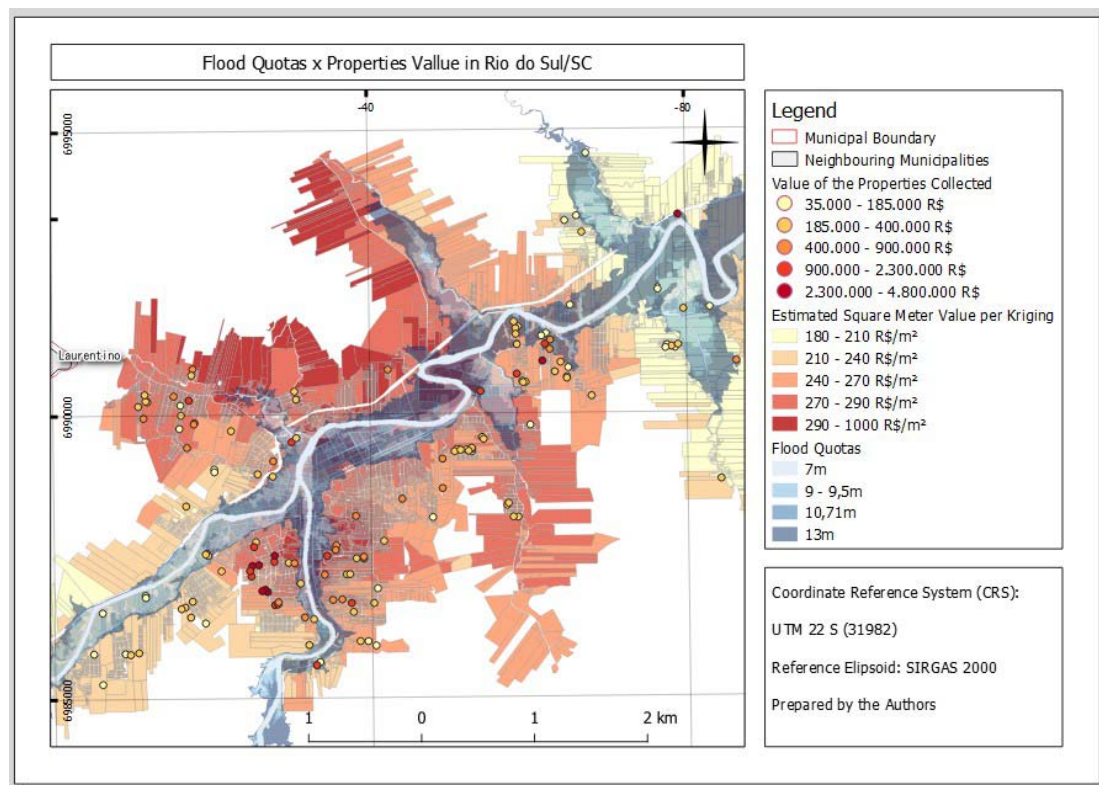 Flood Quotas x Properties Vallue in Rio do Sul/SC
-40
-80
6995000
6990000
6985000
Laurentino
1 0 1 2 km
Legend
Municipal Boundary
Neighbouring Municipalities
Value of the Properties Collected
35.000 - 185.000 R$
185.000 - 400.000 R$
400.000 - 900.000 R$
900.000 - 2.300.000 R$
2.300.000 - 4.800.000 R$
Estimated Square Meter Value per Kriging
180 - 210 R$/m²
210 - 240 R$/m²
240 - 270 R$/m²
270 - 290 R$/m²
290 - 1000 R$/m²
Flood Quotas
7m
9 - 9,5m
10,71m
13m
Coordinate Reference System (CRS):
UTM 22 S (31982)
Reference Elipsoid: SIRGAS 2000
Prepared by the Authors